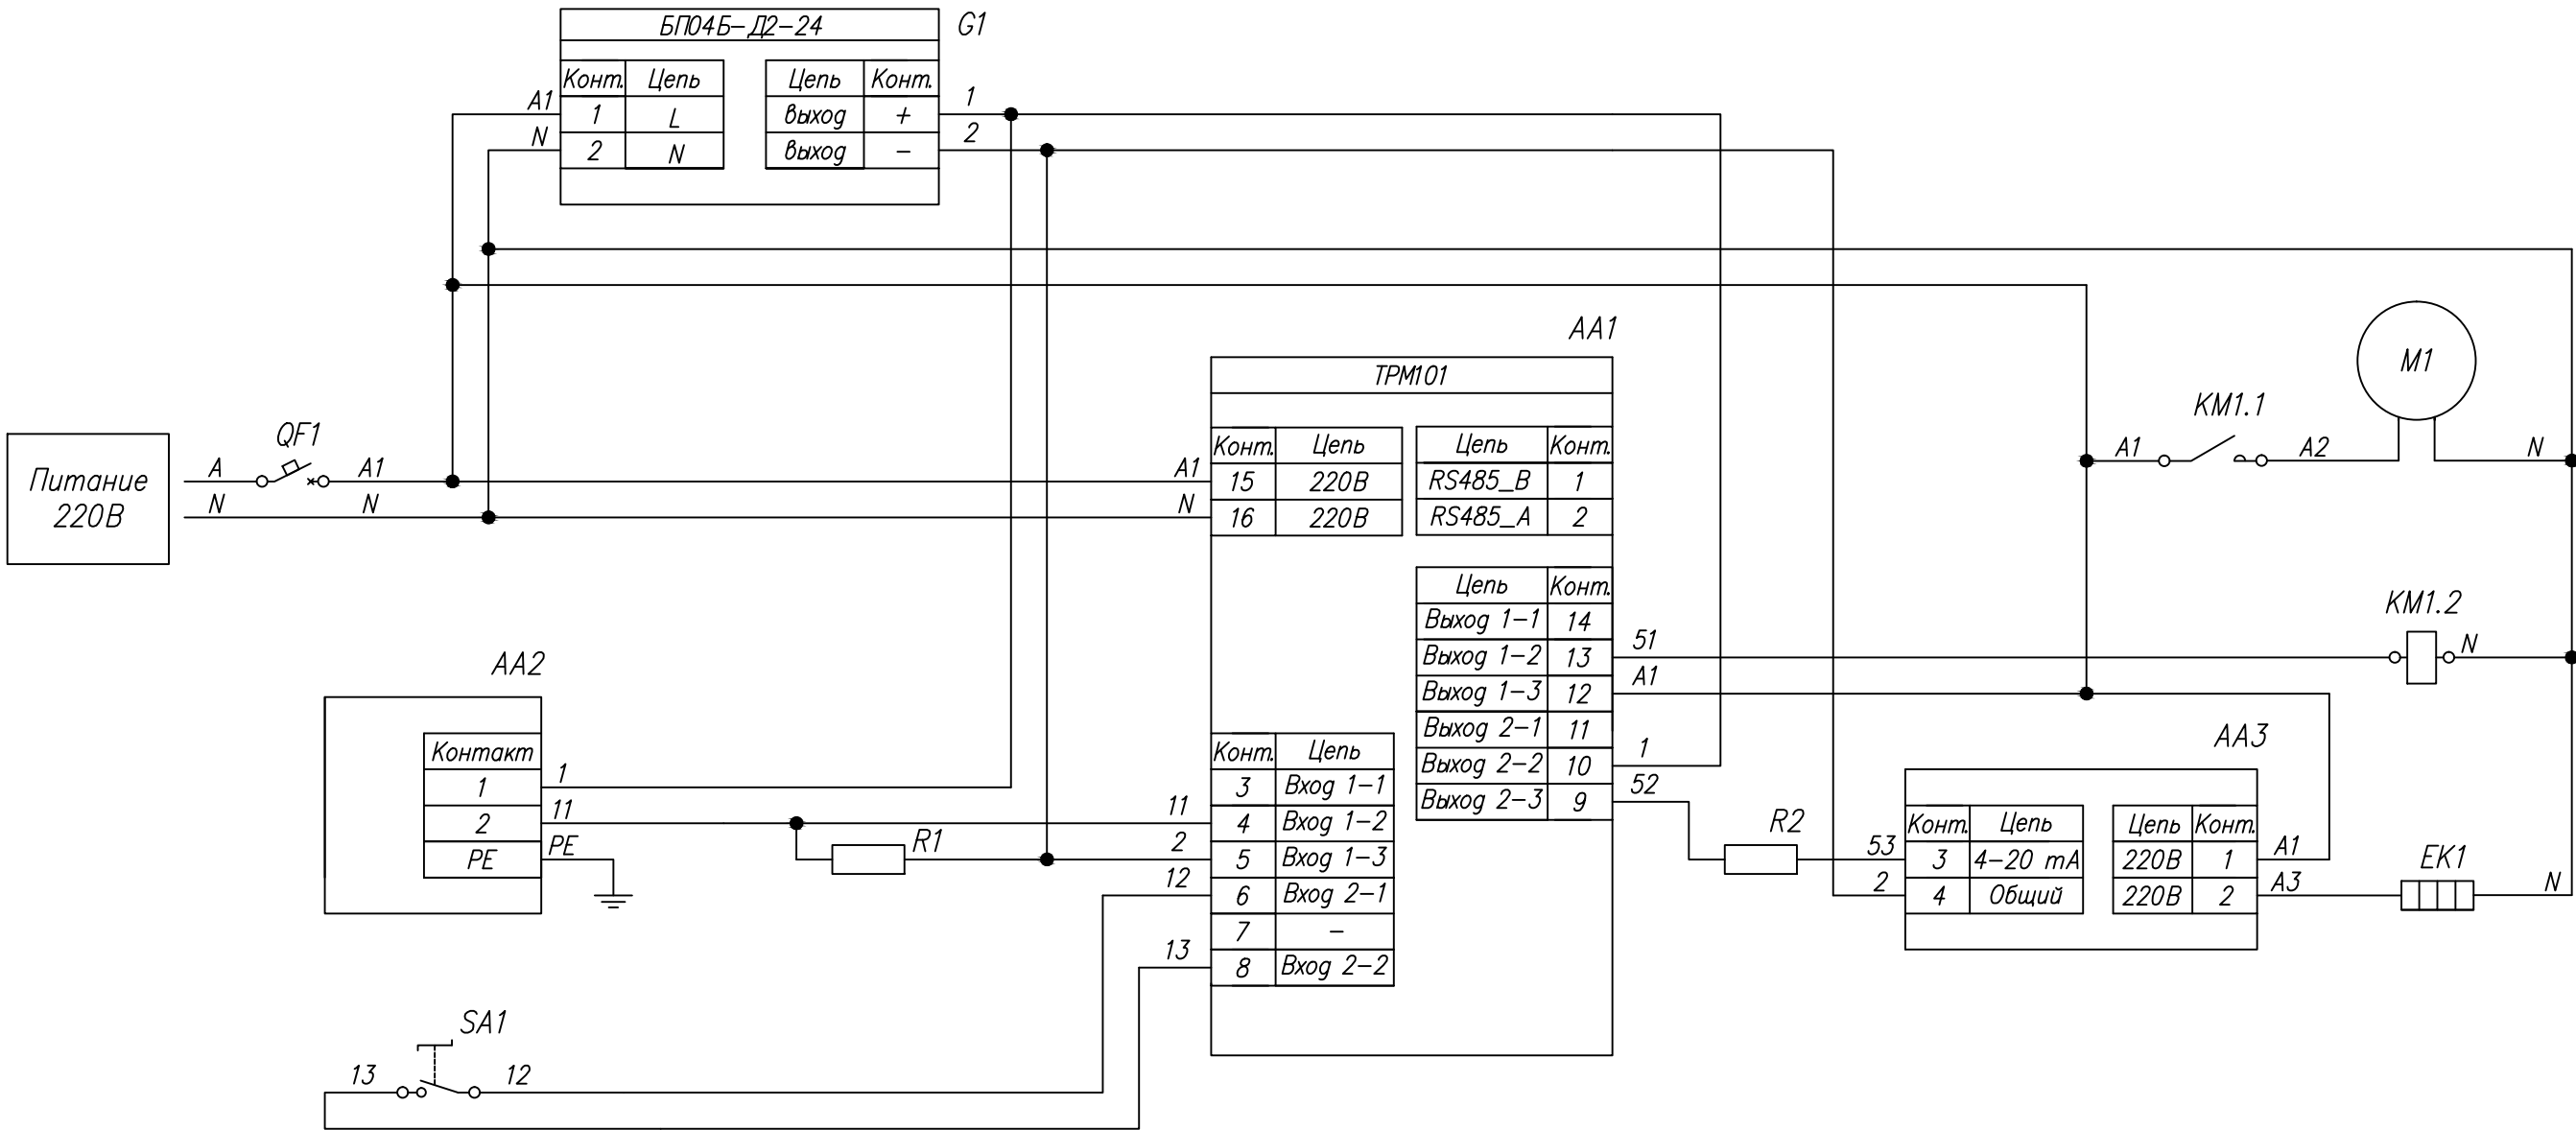 БП04Б-Д2-24
G1
Конт. Цепь
Цепь Конт.
A1 1 L
выход + 1
N 2 N
выход - 2
AA1
ТРМ101
M1
KM1.1
QF1
Питание
220В
A A1
N N
A1 A2 N
Конт. Цепь
Цепь Конт.
A1 15 220В
RS485_B 1
N 16 220В
RS485_A 2
Цепь Конт.
Выход 1-1 14
Выход 1-2 13 51
Выход 1-3 12 A1
Выход 2-1 11
Выход 2-2 10 1
Выход 2-3 9 52
KM1.2
N
AA2
Контакт
1 1
2 11
PE PE
R1
Конт. Цепь
3 Вход 1-1
11 4 Вход 1-2
2 5 Вход 1-3
12 6 Вход 2-1
7 -
13 8 Вход 2-2
R2
AA3
Конт. Цепь
Цепь Конт.
53 3 4-20 mA
220В 1 A1
2 4 Общий
220В 2 A3
EK1
N
SA1
13 12